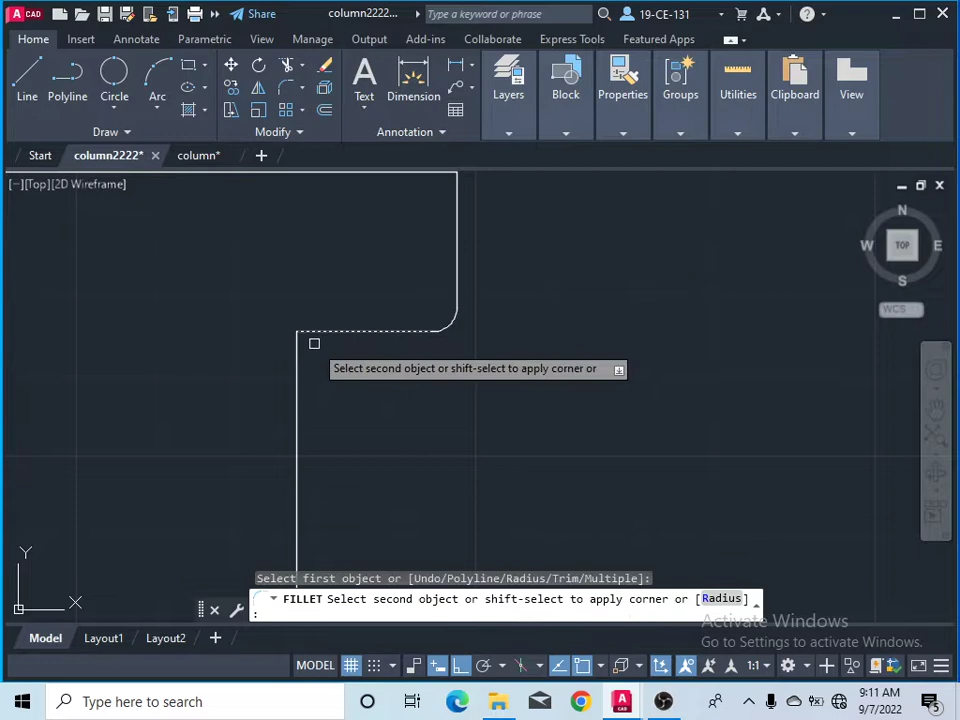 A CAD Share column2222... Type a keyword or phrase 19-CE-131
Home Insert Annotate Parametric View Manage Output Add-ins Collaborate Express Tools Featured Apps
Line Polyline Circle Arc Text Dimension Layers Block Properties Groups Utilities Clipboard View
Draw Modify Annotation
Start column2222* column*
[−][Top][2D Wireframe]
N
W TOP E
S
WCS
Select second object or shift-select to apply corner or
Y
X
Select first object or [Undo/Polyline/Radius/Trim/Multiple]:
FILLET Select second object or shift-select to apply corner or [Radius]
:
Activate Windows
Go to Settings to activate Windows.
Model Layout1 Layout2
MODEL 1:1
Type here to search
9:11 AM
9/7/2022
5